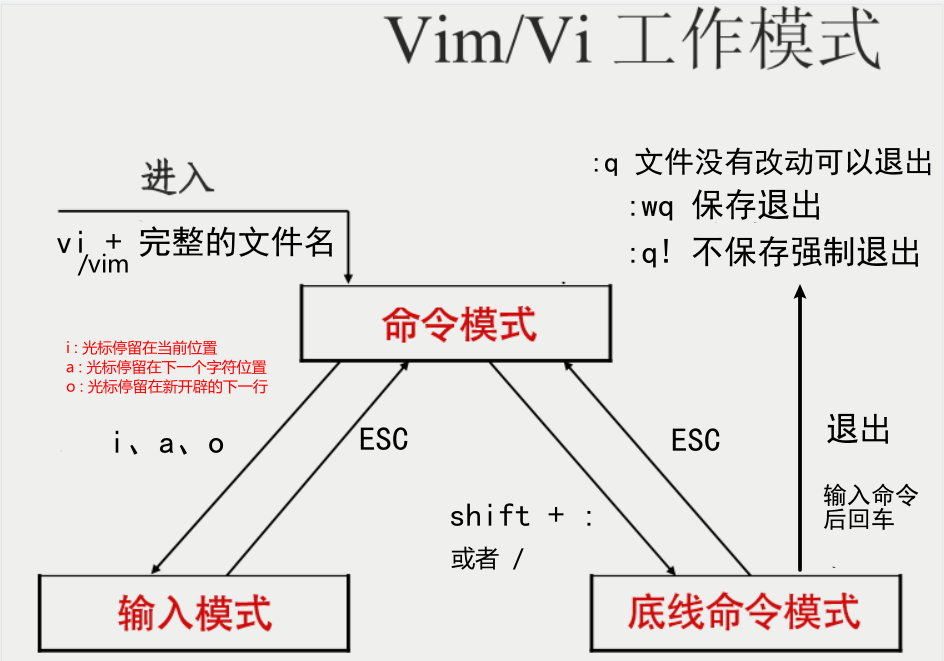 Vim/Vi 工作模式
进入
vi + 完整的文件名
/vim
:q 文件没有改动可以退出
:wq 保存退出
:q! 不保存强制退出
命令模式
i : 光标停留在当前位置
a : 光标停留在下一个字符位置
o : 光标停留在新开辟的下一行
i、a、o
ESC
shift + :
或者 /
ESC
退出
输入命令
后回车
输入模式
底线命令模式